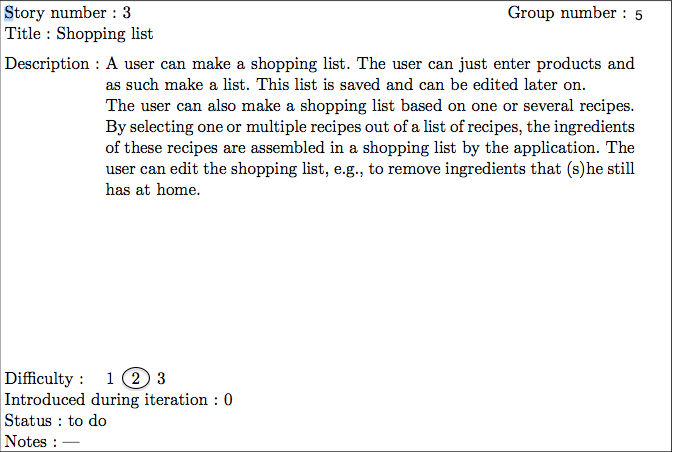 Story number : 3 Group number : 5
Title : Shopping list
Description : A user can make a shopping list. The user can just enter products and
as such make a list. This list is saved and can be edited later on.
The user can also make a shopping list based on one or several recipes.
By selecting one or multiple recipes out of a list of recipes, the ingredients
of these recipes are assembled in a shopping list by the application. The
user can edit the shopping list, e.g., to remove ingredients that (s)he still
has at home.
Difficulty : 1 2 3
Introduced during iteration : 0
Status : to do
Notes : —